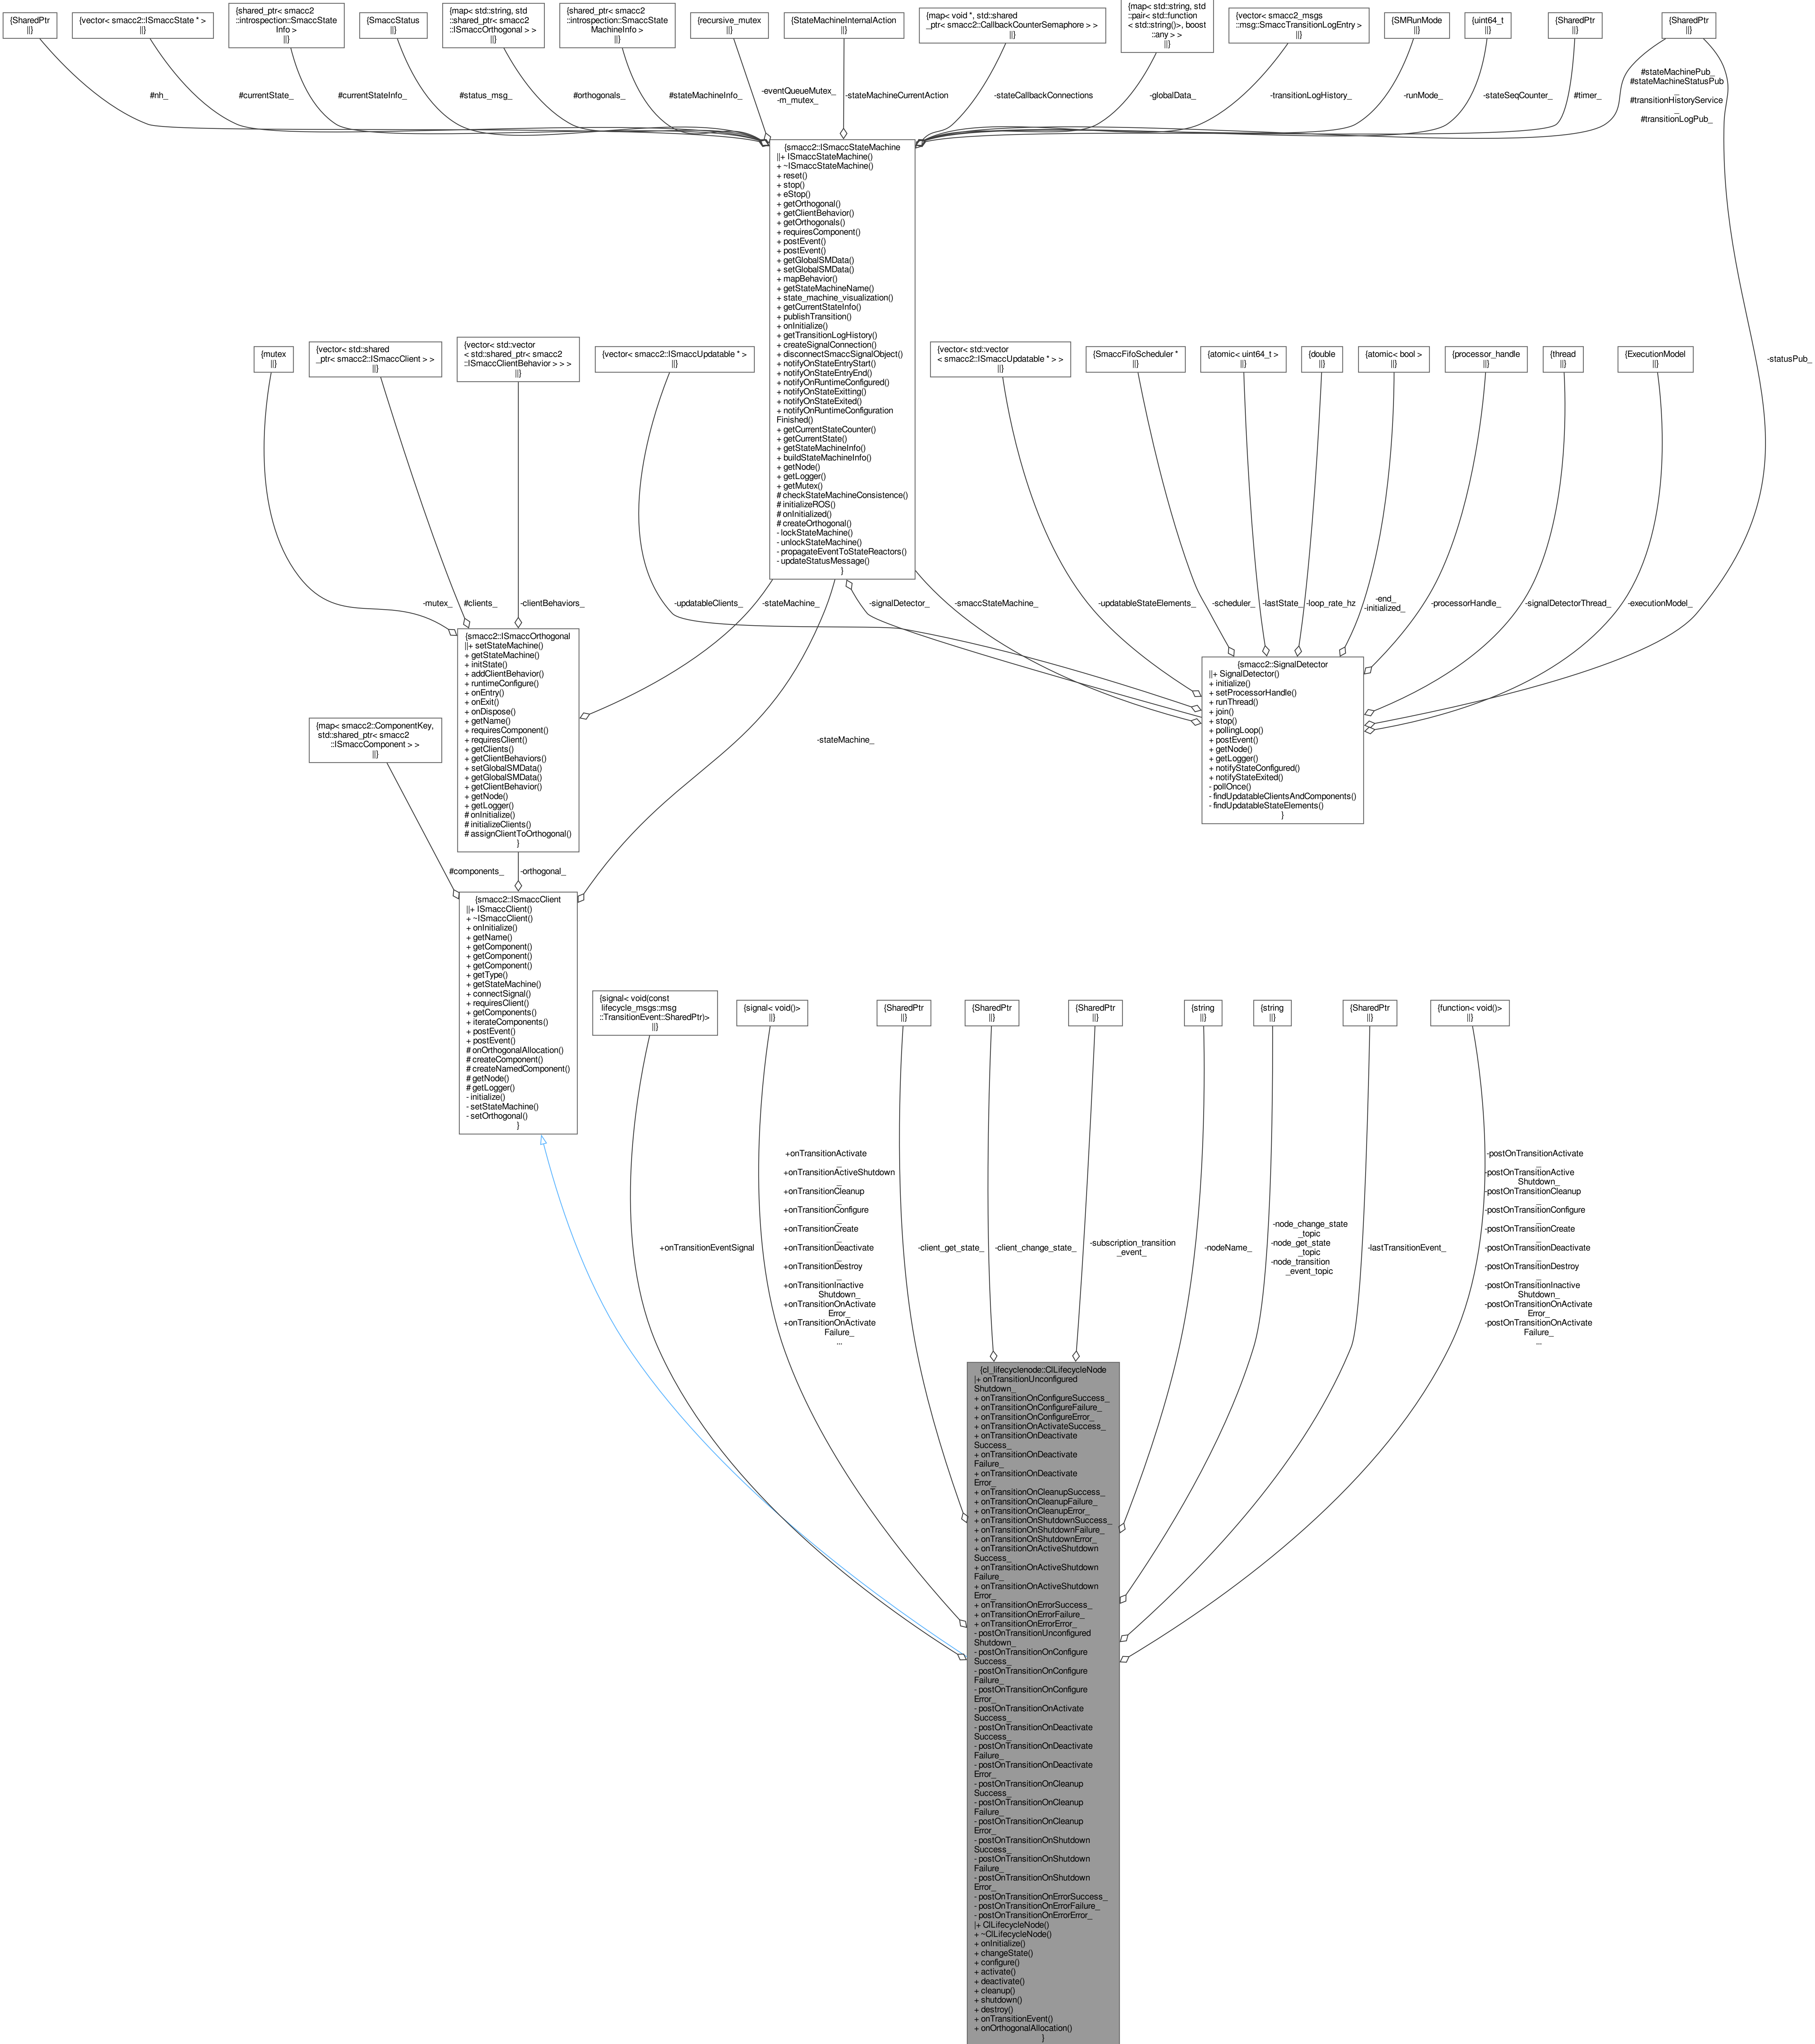 {SharedPtr
||}
{vector< smacc2::ISmaccState * >
||}
{shared_ptr< smacc2
::introspection::SmaccState
Info >
||}
{SmaccStatus
||}
{map< std::string, std
::shared_ptr< smacc2
::ISmaccOrthogonal > >
||}
{shared_ptr< smacc2
::introspection::SmaccState
MachineInfo >
||}
{recursive_mutex
||}
{StateMachineInternalAction
||}
{map< void *, std::shared
_ptr< smacc2::CallbackCounterSemaphore > >
||}
{map< std::string, std
::pair< std::function
< std::string()>, boost
::any > >
||}
{vector< smacc2_msgs
::msg::SmaccTransitionLogEntry >
||}
{SMRunMode
||}
{uint64_t
||}
{SharedPtr
||}
{SharedPtr
||}
#nh_
#currentState_
#currentStateInfo_
#status_msg_
#orthogonals_
#stateMachineInfo_
-eventQueueMutex_
-m_mutex_
-stateMachineCurrentAction
-stateCallbackConnections
-globalData_
-transitionLogHistory_
-runMode_
-stateSeqCounter_
#timer_
#stateMachinePub_
#stateMachineStatusPub
_
#transitionHistoryService
_
#transitionLogPub_
{smacc2::ISmaccStateMachine
||+ ISmaccStateMachine()
+ ~ISmaccStateMachine()
+ reset()
+ stop()
+ eStop()
+ getOrthogonal()
+ getClientBehavior()
+ getOrthogonals()
+ requiresComponent()
+ postEvent()
+ postEvent()
+ getGlobalSMData()
+ setGlobalSMData()
+ mapBehavior()
+ getStateMachineName()
+ state_machine_visualization()
+ getCurrentStateInfo()
+ publishTransition()
+ onInitialize()
+ getTransitionLogHistory()
+ createSignalConnection()
+ disconnectSmaccSignalObject()
+ notifyOnStateEntryStart()
+ notifyOnStateEntryEnd()
+ notifyOnRuntimeConfigured()
+ notifyOnStateExitting()
+ notifyOnStateExited()
+ notifyOnRuntimeConfiguration
Finished()
+ getCurrentStateCounter()
+ getCurrentState()
+ getStateMachineInfo()
+ buildStateMachineInfo()
+ getNode()
+ getLogger()
+ getMutex()
# checkStateMachineConsistence()
# initializeROS()
# onInitialized()
# createOrthogonal()
- lockStateMachine()
- unlockStateMachine()
- propagateEventToStateReactors()
- updateStatusMessage()
}
{mutex
||}
{vector< std::shared
_ptr< smacc2::ISmaccClient > >
||}
{vector< std::vector
< std::shared_ptr< smacc2
::ISmaccClientBehavior > > >
||}
{vector< smacc2::ISmaccUpdatable * >
||}
{vector< std::vector
< smacc2::ISmaccUpdatable * > >
||}
{SmaccFifoScheduler *
||}
{atomic< uint64_t >
||}
{double
||}
{atomic< bool >
||}
{processor_handle
||}
{thread
||}
{ExecutionModel
||}
-statusPub_
-mutex_
#clients_
-clientBehaviors_
-updatableClients_
-stateMachine_
-signalDetector_
-smaccStateMachine_
-updatableStateElements_
-scheduler_
-lastState_
-loop_rate_hz
-end_
-initialized_
-processorHandle_
-signalDetectorThread_
-executionModel_
{smacc2::ISmaccOrthogonal
||+ setStateMachine()
+ getStateMachine()
+ initState()
+ addClientBehavior()
+ runtimeConfigure()
+ onEntry()
+ onExit()
+ onDispose()
+ getName()
+ requiresComponent()
+ requiresClient()
+ getClients()
+ getClientBehaviors()
+ setGlobalSMData()
+ getGlobalSMData()
+ getClientBehavior()
+ getNode()
+ getLogger()
# onInitialize()
# initializeClients()
# assignClientToOrthogonal()
}
{smacc2::SignalDetector
||+ SignalDetector()
+ initialize()
+ setProcessorHandle()
+ runThread()
+ join()
+ stop()
+ pollingLoop()
+ postEvent()
+ getNode()
+ getLogger()
+ notifyStateConfigured()
+ notifyStateExited()
- pollOnce()
- findUpdatableClientsAndComponents()
- findUpdatableStateElements()
}
{map< smacc2::ComponentKey,
std::shared_ptr< smacc2
::ISmaccComponent > >
||}
-stateMachine_
#components_
-orthogonal_
{smacc2::ISmaccClient
||+ ISmaccClient()
+ ~ISmaccClient()
+ onInitialize()
+ getName()
+ getComponent()
+ getComponent()
+ getComponent()
+ getType()
+ getStateMachine()
+ connectSignal()
+ requiresClient()
+ getComponents()
+ iterateComponents()
+ postEvent()
+ postEvent()
# onOrthogonalAllocation()
# createComponent()
# createNamedComponent()
# getNode()
# getLogger()
- initialize()
- setStateMachine()
- setOrthogonal()
}
{signal< void(const
lifecycle_msgs::msg
::TransitionEvent::SharedPtr)>
||}
{signal< void()>
||}
{SharedPtr
||}
{SharedPtr
||}
{SharedPtr
||}
{string
||}
{string
||}
{SharedPtr
||}
{function< void()>
||}
+onTransitionEventSignal
+onTransitionActivate
_
+onTransitionActiveShutdown
_
+onTransitionCleanup
_
+onTransitionConfigure
_
+onTransitionCreate
_
+onTransitionDeactivate
_
+onTransitionDestroy
_
+onTransitionInactive
Shutdown_
+onTransitionOnActivate
Error_
+onTransitionOnActivate
Failure_
...
-client_get_state_
-client_change_state_
-subscription_transition
_event_
-nodeName_
-node_change_state
_topic
-node_get_state
_topic
-node_transition
_event_topic
-lastTransitionEvent_
-postOnTransitionActivate
_
-postOnTransitionActive
Shutdown_
-postOnTransitionCleanup
_
-postOnTransitionConfigure
_
-postOnTransitionCreate
_
-postOnTransitionDeactivate
_
-postOnTransitionDestroy
_
-postOnTransitionInactive
Shutdown_
-postOnTransitionOnActivate
Error_
-postOnTransitionOnActivate
Failure_
...
{cl_lifecyclenode::ClLifecycleNode
|+ onTransitionUnconfigured
Shutdown_
+ onTransitionOnConfigureSuccess_
+ onTransitionOnConfigureFailure_
+ onTransitionOnConfigureError_
+ onTransitionOnActivateSuccess_
+ onTransitionOnDeactivate
Success_
+ onTransitionOnDeactivate
Failure_
+ onTransitionOnDeactivate
Error_
+ onTransitionOnCleanupSuccess_
+ onTransitionOnCleanupFailure_
+ onTransitionOnCleanupError_
+ onTransitionOnShutdownSuccess_
+ onTransitionOnShutdownFailure_
+ onTransitionOnShutdownError_
+ onTransitionOnActiveShutdown
Success_
+ onTransitionOnActiveShutdown
Failure_
+ onTransitionOnActiveShutdown
Error_
+ onTransitionOnErrorSuccess_
+ onTransitionOnErrorFailure_
+ onTransitionOnErrorError_
- postOnTransitionUnconfigured
Shutdown_
- postOnTransitionOnConfigure
Success_
- postOnTransitionOnConfigure
Failure_
- postOnTransitionOnConfigure
Error_
- postOnTransitionOnActivate
Success_
- postOnTransitionOnDeactivate
Success_
- postOnTransitionOnDeactivate
Failure_
- postOnTransitionOnDeactivate
Error_
- postOnTransitionOnCleanup
Success_
- postOnTransitionOnCleanup
Failure_
- postOnTransitionOnCleanup
Error_
- postOnTransitionOnShutdown
Success_
- postOnTransitionOnShutdown
Failure_
- postOnTransitionOnShutdown
Error_
- postOnTransitionOnErrorSuccess_
- postOnTransitionOnErrorFailure_
- postOnTransitionOnErrorError_
|+ ClLifecycleNode()
+ ~ClLifecycleNode()
+ onInitialize()
+ changeState()
+ configure()
+ activate()
+ deactivate()
+ cleanup()
+ shutdown()
+ destroy()
+ onTransitionEvent()
+ onOrthogonalAllocation()
}